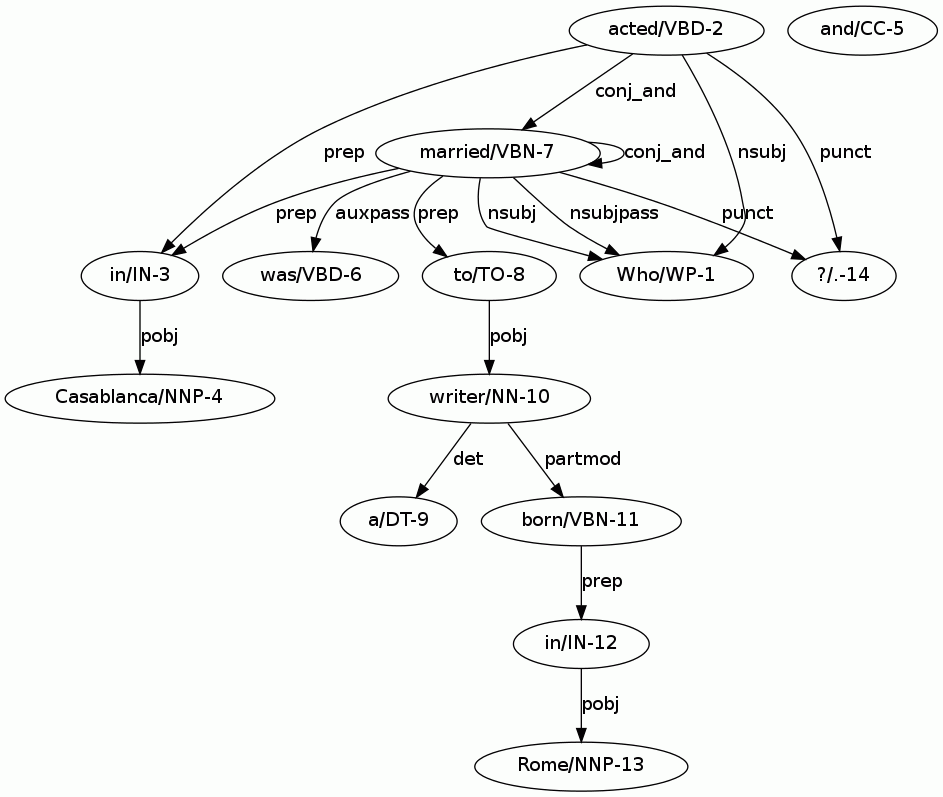 acted/VBD-2
and/CC-5
conj_and
married/VBN-7
conj_and
prep
nsubj
punct
prep
auxpass
prep
nsubj
nsubjpass
punct
in/IN-3
was/VBD-6
to/TO-8
Who/WP-1
?/.-14
pobj
pobj
Casablanca/NNP-4
writer/NN-10
det
partmod
a/DT-9
born/VBN-11
prep
in/IN-12
pobj
Rome/NNP-13